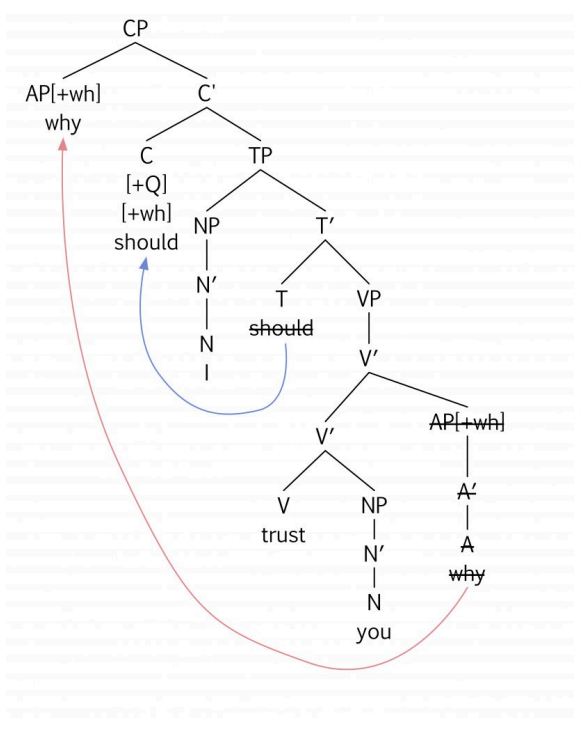 CP
AP[+wh] C'
why
C TP
[+Q]
[+wh] NP T′
should
N′ T VP
should
N V′
I
V′ AP[+wh]
V NP A′
trust
N′ A
why
N
you